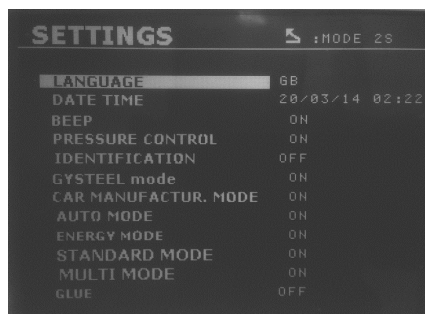 SETTINGS :MODE 2S
LANGUAGE GB
DATE TIME 20/03/14 02:22
BEEP ON
PRESSURE CONTROL ON
IDENTIFICATION OFF
GYSTEEL mode ON
CAR MANUFACTUR. MODE ON
AUTO MODE ON
ENERGY MODE ON
STANDARD MODE ON
MULTI MODE ON
GLUE OFF